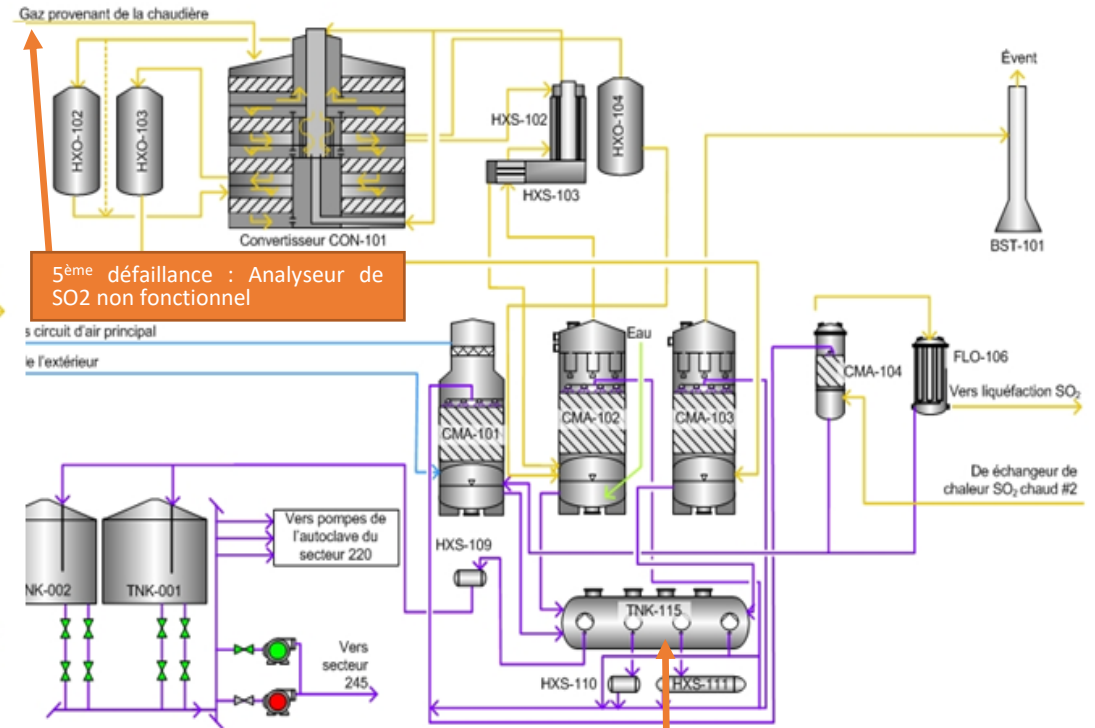 Gaz provenant de la chaudière
Évent
HXO-102
HXO-103
HXS-102
HXO-104
HXS-103
Convertisseur CON-101
BST-101
5ème défaillance : Analyseur de
SO2 non fonctionnel
s circuit d'air principal
de l'extérieur
Eau
CMA-104
FLO-106
CMA-101
CMA-102
CMA-103
Vers liquéfaction SO₂
De échangeur de
chaleur SO₂ chaud #2
Vers pompes de
l'autoclave du
secteur 220
HXS-109
NK-002
TNK-001
TNK-115
Vers
secteur
245
HXS-110
HXS-111